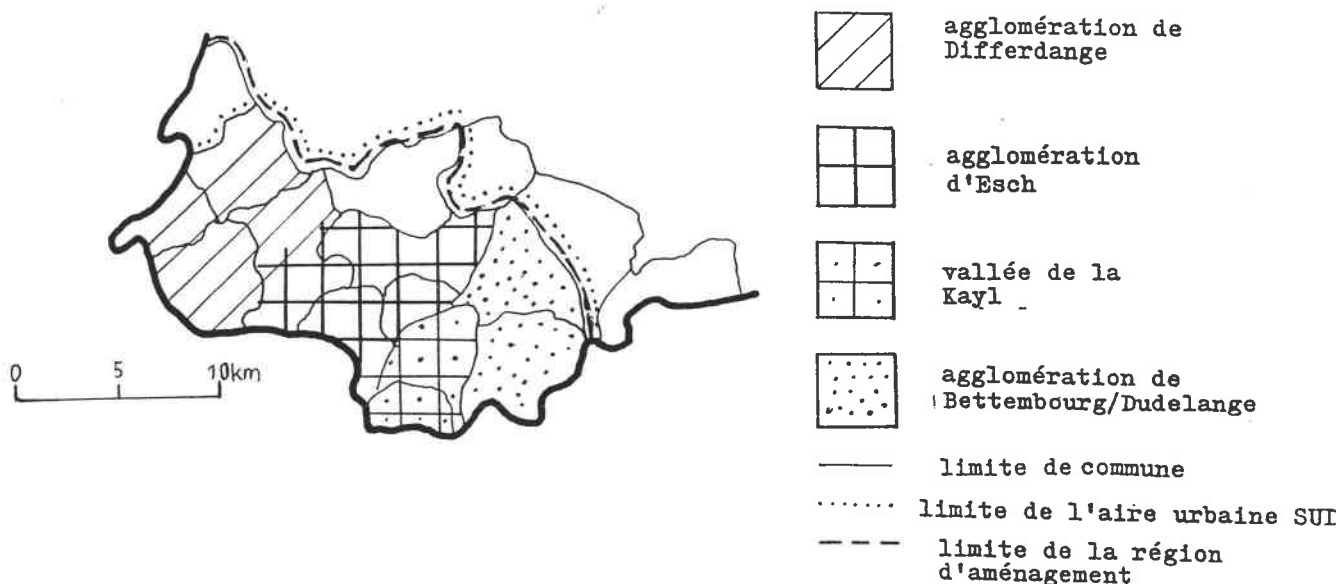 agglomération de
Differdange
agglomération
d'Esch
vallée de la
Kayl
agglomération de
Bettembourg/Dudelange
limite de commune
limite de l'aire urbaine SUD
limite de la région
d'aménagement
0 5 10km